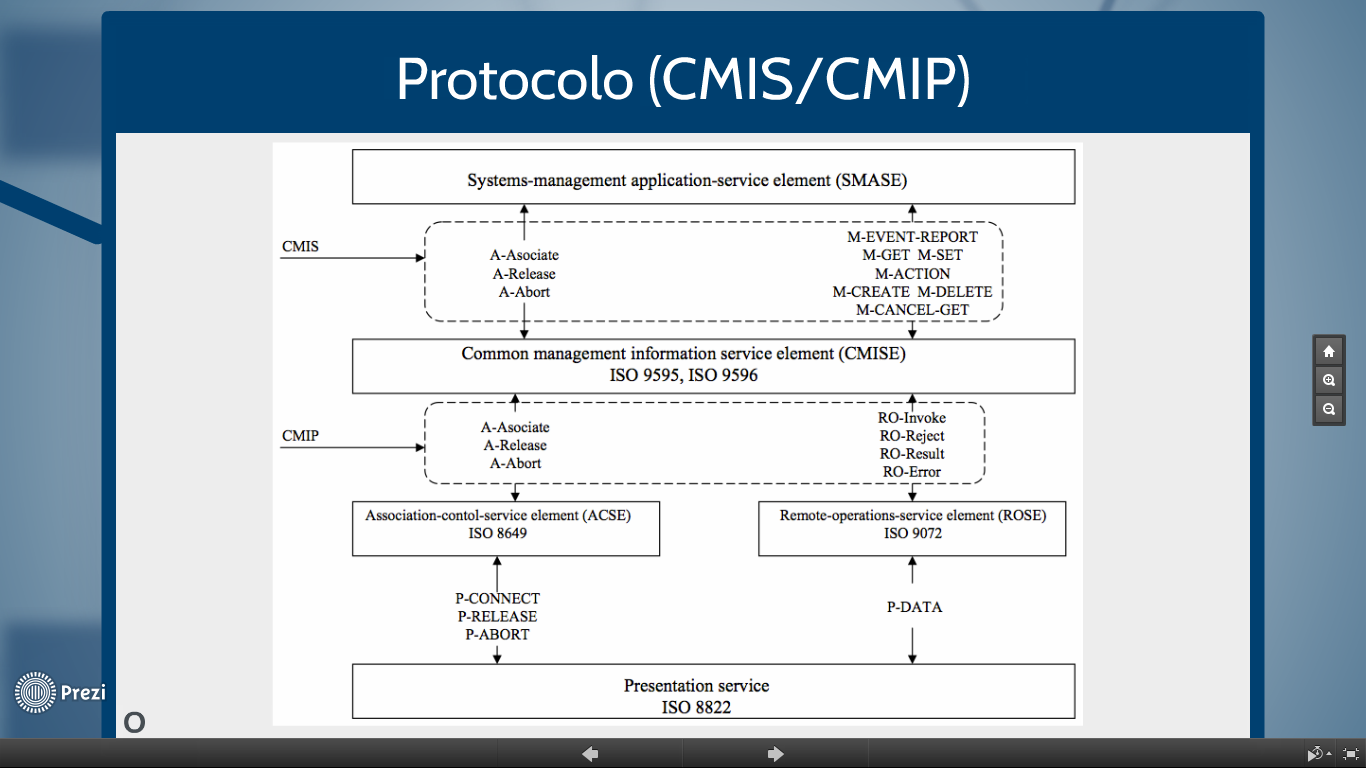 Protocolo (CMIS/CMIP)
Systems-management application-service element (SMASE)
CMIS
A-Asociate
A-Release
A-Abort
M-EVENT-REPORT
M-GET M-SET
M-ACTION
M-CREATE M-DELETE
M-CANCEL-GET
Common management information service element (CMISE)
ISO 9595, ISO 9596
CMIP
A-Asociate
A-Release
A-Abort
RO-Invoke
RO-Reject
RO-Result
RO-Error
Association-contol-service element (ACSE)
ISO 8649
Remote-operations-service element (ROSE)
ISO 9072
P-CONNECT
P-RELEASE
P-ABORT
P-DATA
Presentation service
ISO 8822
Prezi
O